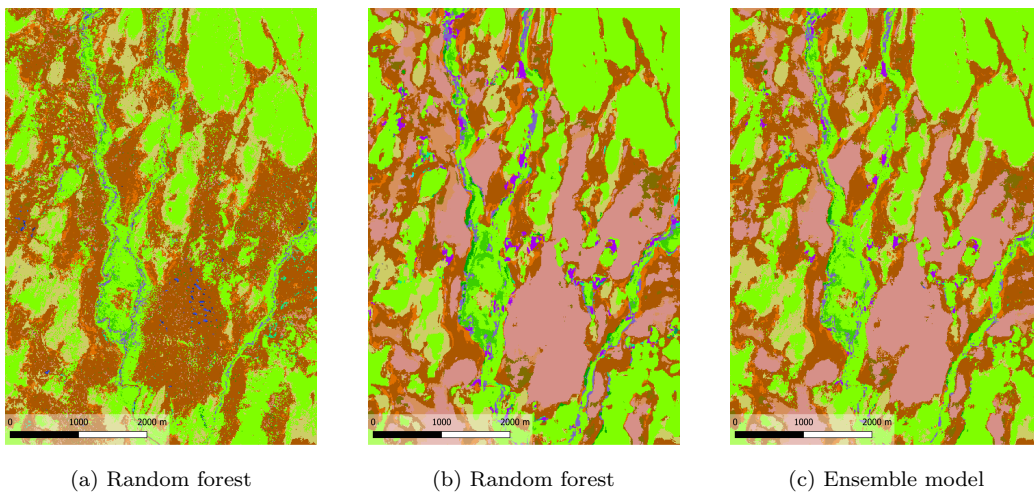 0 1000 2000 m
0 1000 2000 m
0 1000 2000 m
(a) Random forest
(b) Random forest
(c) Ensemble model